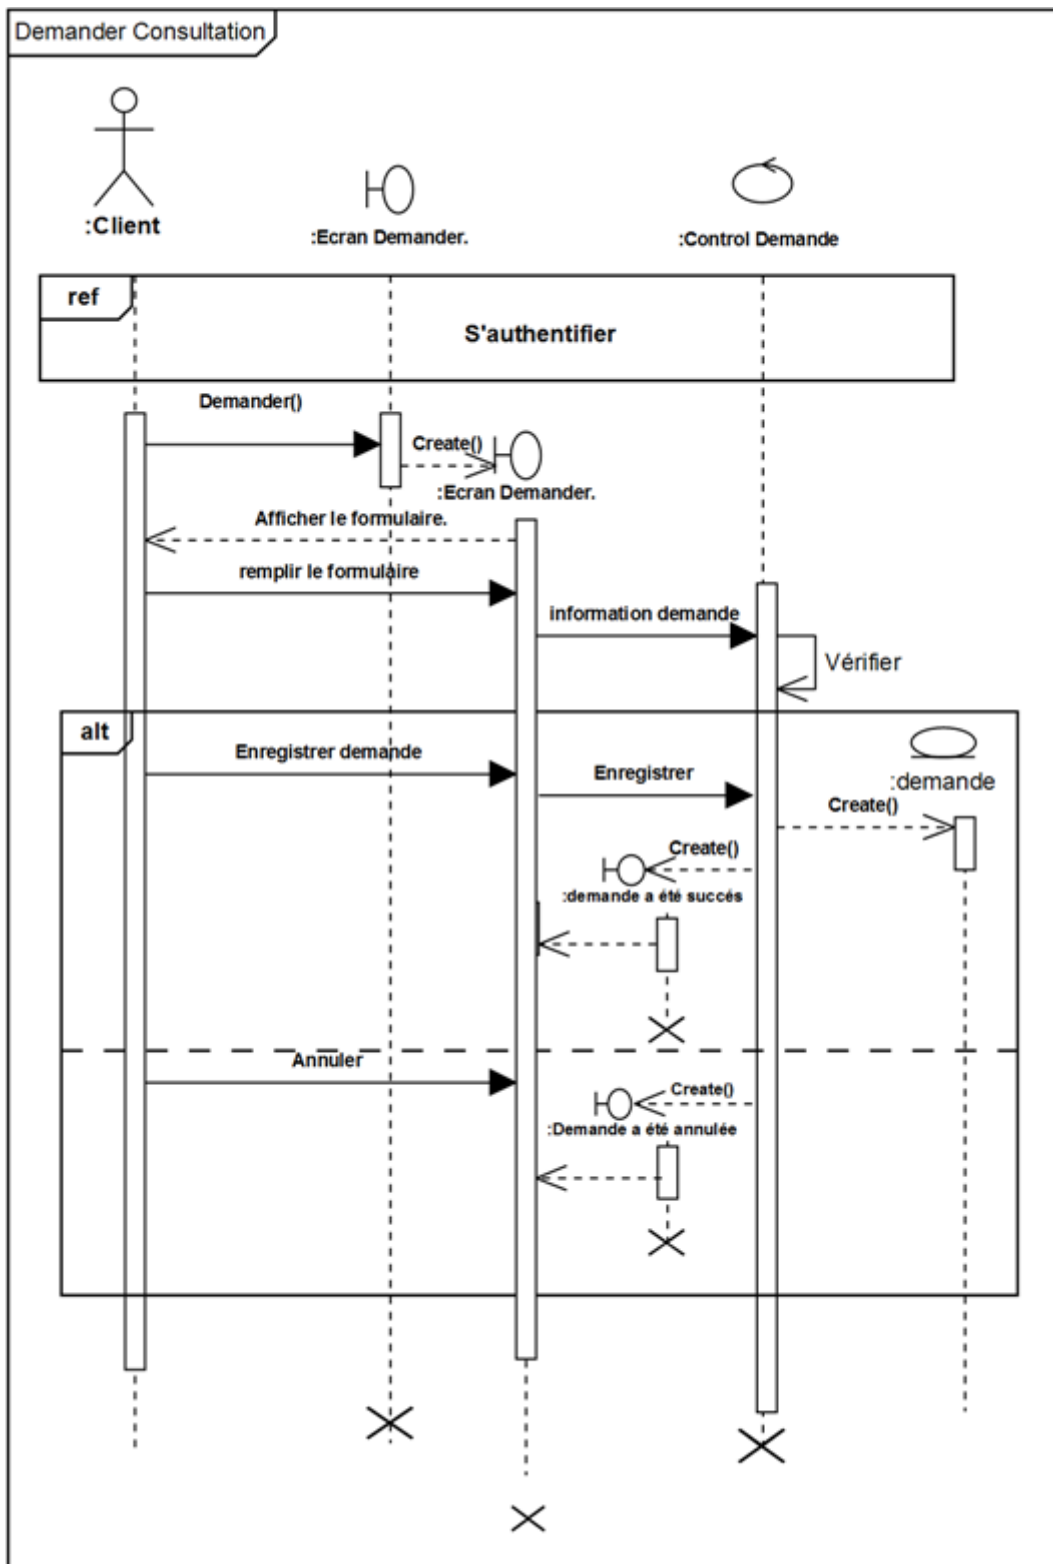 Demander Consultation
:Client
:Ecran Demander.
:Control Demande
ref
S'authentifier
Demander()
Create()
:Ecran Demander.
Afficher le formulaire.
remplir le formulaire
information demande
Vérifier
alt
Enregistrer demande
Enregistrer
:demande
Create()
Create()
:demande a été succés
Annuler
Create()
:Demande a été annulée